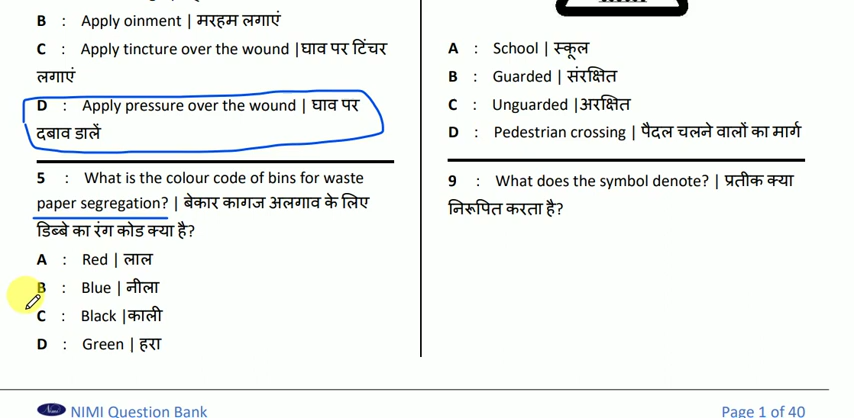 B : Apply oinment | मरहम लगाएं
C : Apply tincture over the wound |घाव पर टिंचर
लगाएं
D : Apply pressure over the wound | घाव पर
दबाव डालें
5 : What is the colour code of bins for waste
paper segregation? | बेकार कागज अलगाव के लिए
डिब्बे का रंग कोड क्या है?
A : Red | लाल
B : Blue | नीला
C : Black |काली
D : Green | हरा
A : School | स्कूल
B : Guarded | संरक्षित
C : Unguarded |अरक्षित
D : Pedestrian crossing | पैदल चलने वालों का मार्ग
9 : What does the symbol denote? | प्रतीक क्या
निरूपित करता है?
Nimi NIMI Question Bank
Page 1 of 40